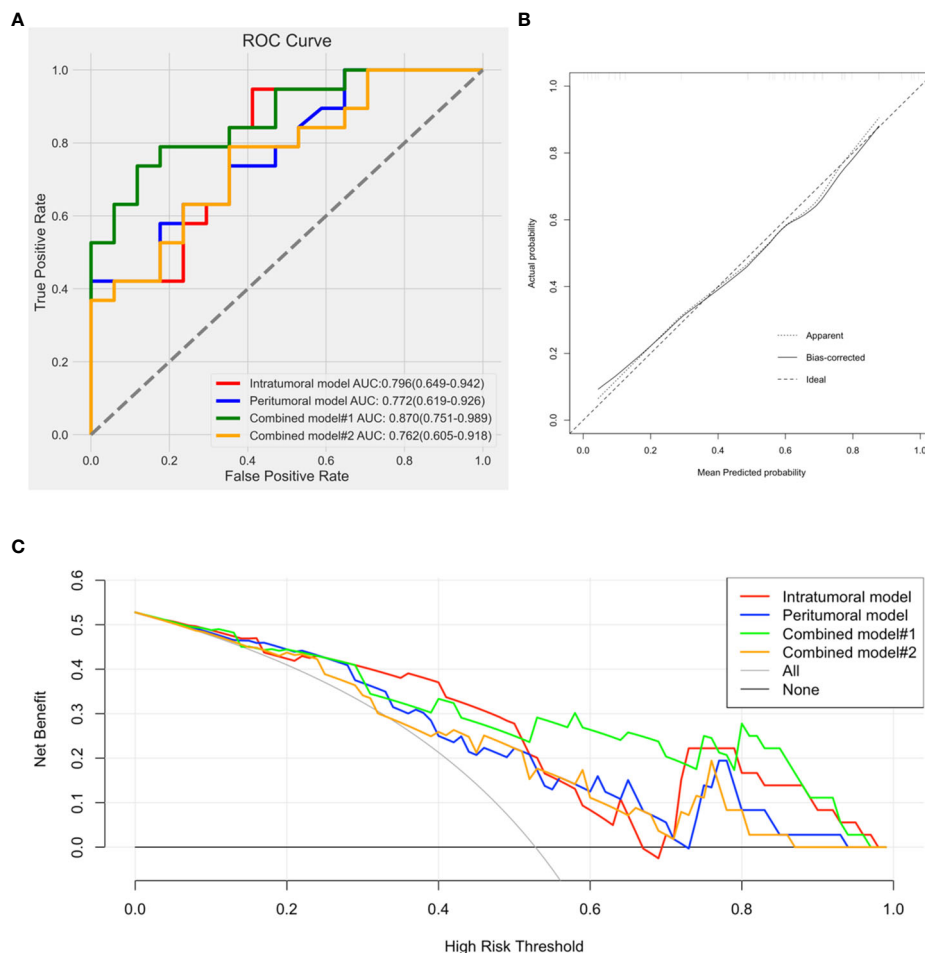 A
ROC Curve
1.0
0.8
0.6
0.4
0.2
0.0
True Positive Rate
Intratumoral model AUC:0.796(0.649-0.942)
Peritumoral model AUC: 0.772(0.619-0.926)
Combined model#1 AUC: 0.870(0.751-0.989)
Combined model#2 AUC: 0.762(0.605-0.918)
0.0 0.2 0.4 0.6 0.8 1.0
False Positive Rate
B
1.0
0.8
0.6
0.4
0.2
0.0
Actual probability
Apparent
Bias-corrected
Ideal
0.0 0.2 0.4 0.6 0.8 1.0
Mean Predicted probability
C
0.6
0.5
0.4
0.3
0.2
0.1
0.0
Net Benefit
Intratumoral model
Peritumoral model
Combined model#1
Combined model#2
All
None
0.0 0.2 0.4 0.6 0.8 1.0
High Risk Threshold